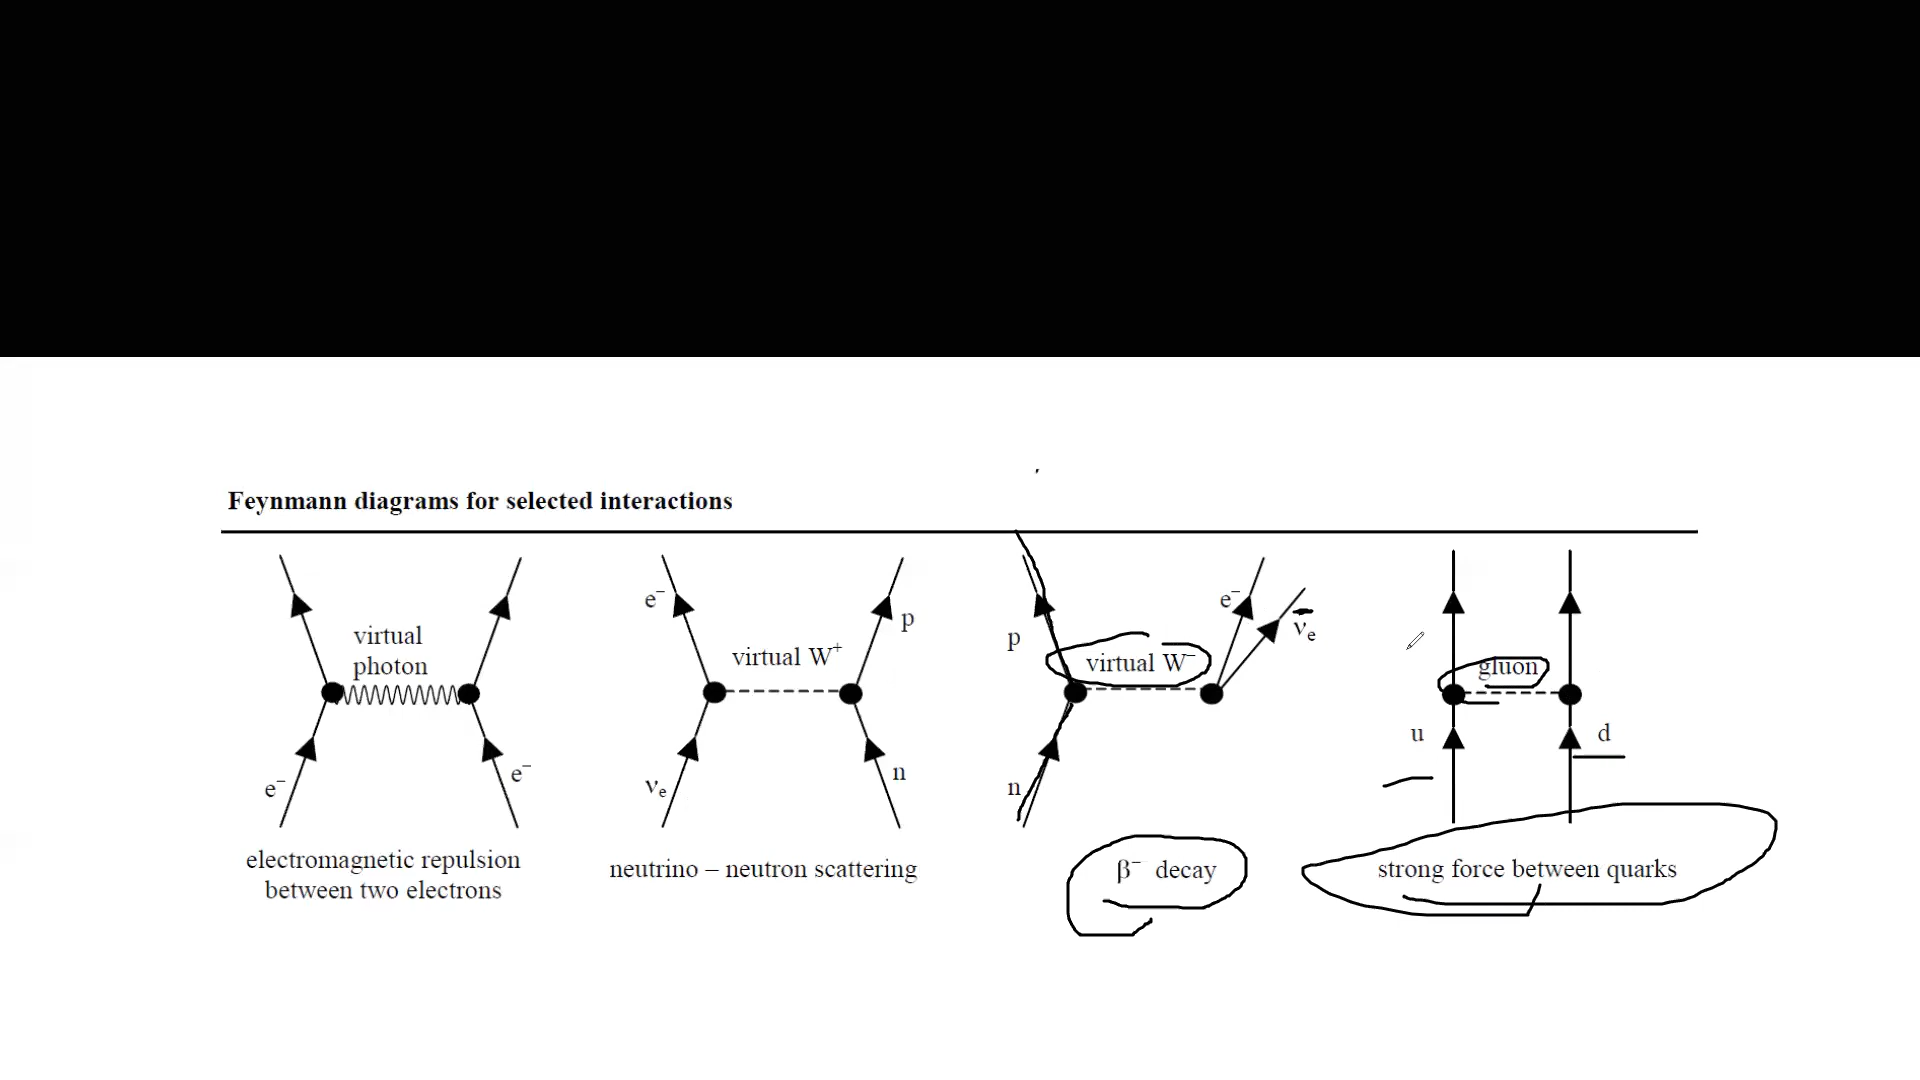 Feynmann diagrams for selected interactions
virtual
photon
e⁻
e⁻
electromagnetic repulsion
between two electrons
e⁻
p
virtual W⁺
νₑ
n
neutrino – neutron scattering
p
e⁻
ν̅ₑ
virtual W⁻
n
β⁻ decay
gluon
u
d
strong force between quarks